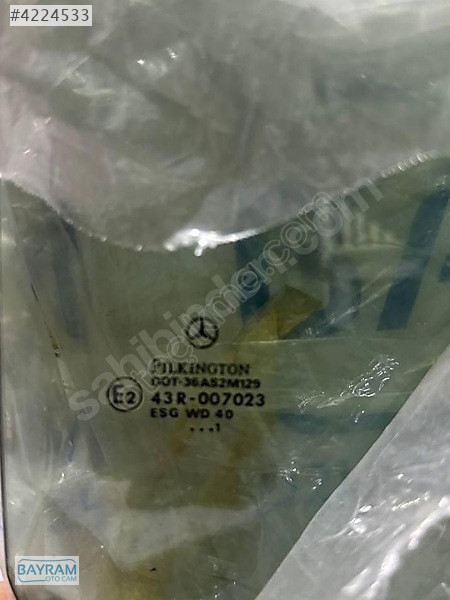 #4224533
sahibinden.com
PILKINGTON
DOT-36AS2M129
E2
43R-007023
ESG WD 40
...1
BAYRAM
OTO CAM